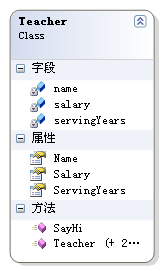 Teacher
Class
字段
name
salary
servingYears
属性
Name
Salary
ServingYears
方法
SayHi
Teacher (+ 2⋯